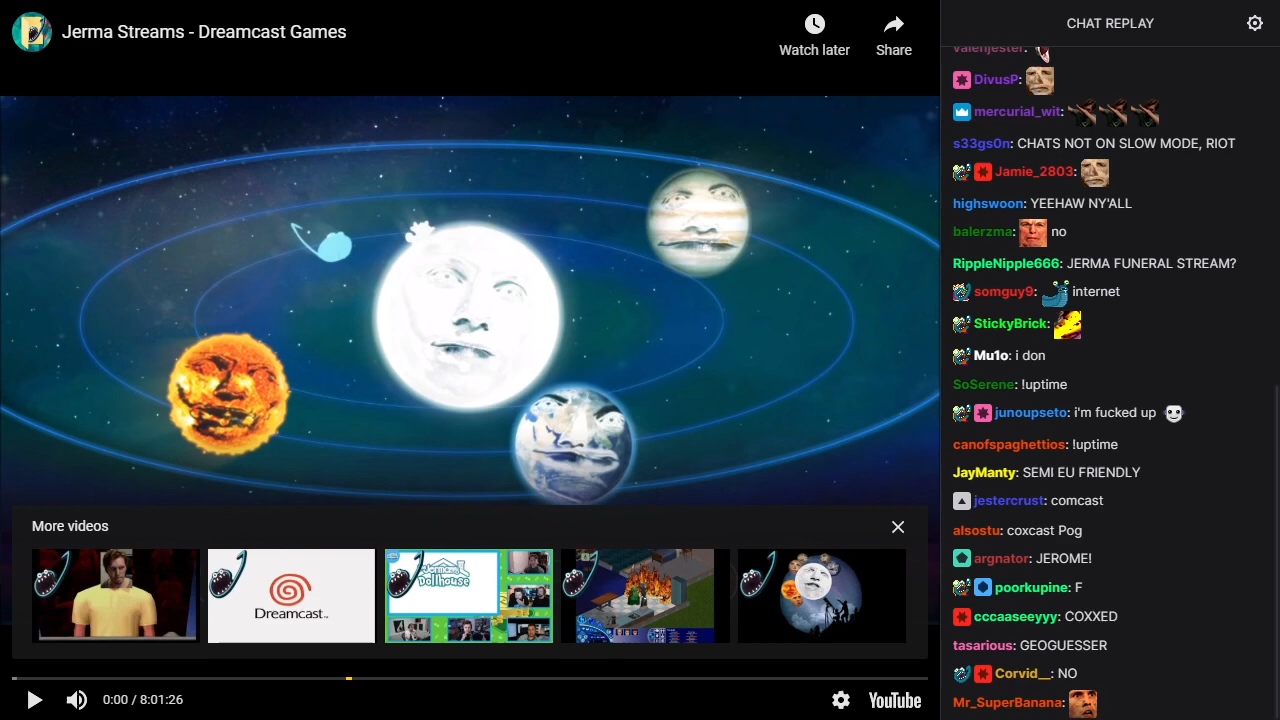 Jerma Streams - Dreamcast Games
Watch later
Share
More videos
Dreamcast
Jerma's
Dollhouse
0:00 / 8:01:26
YouTube
CHAT REPLAY
valenjester:
DivusP:
mercurial_wit:
s33gs0n: CHATS NOT ON SLOW MODE, RIOT
Jamie_2803:
highswoon: YEEHAW NY'ALL
balerzma: no
RippleNipple666: JERMA FUNERAL STREAM?
somguy9: internet
StickyBrick:
Mu1o: i don
SoSerene: !uptime
junoupseto: i'm fucked up
canofspaghettios: !uptime
JayManty: SEMI EU FRIENDLY
jestercrust: comcast
alsostu: coxcast Pog
argnator: JEROME!
poorkupine: F
cccaaseeyyy: COXXED
tasarious: GEOGUESSER
Corvid__: NO
Mr_SuperBanana: